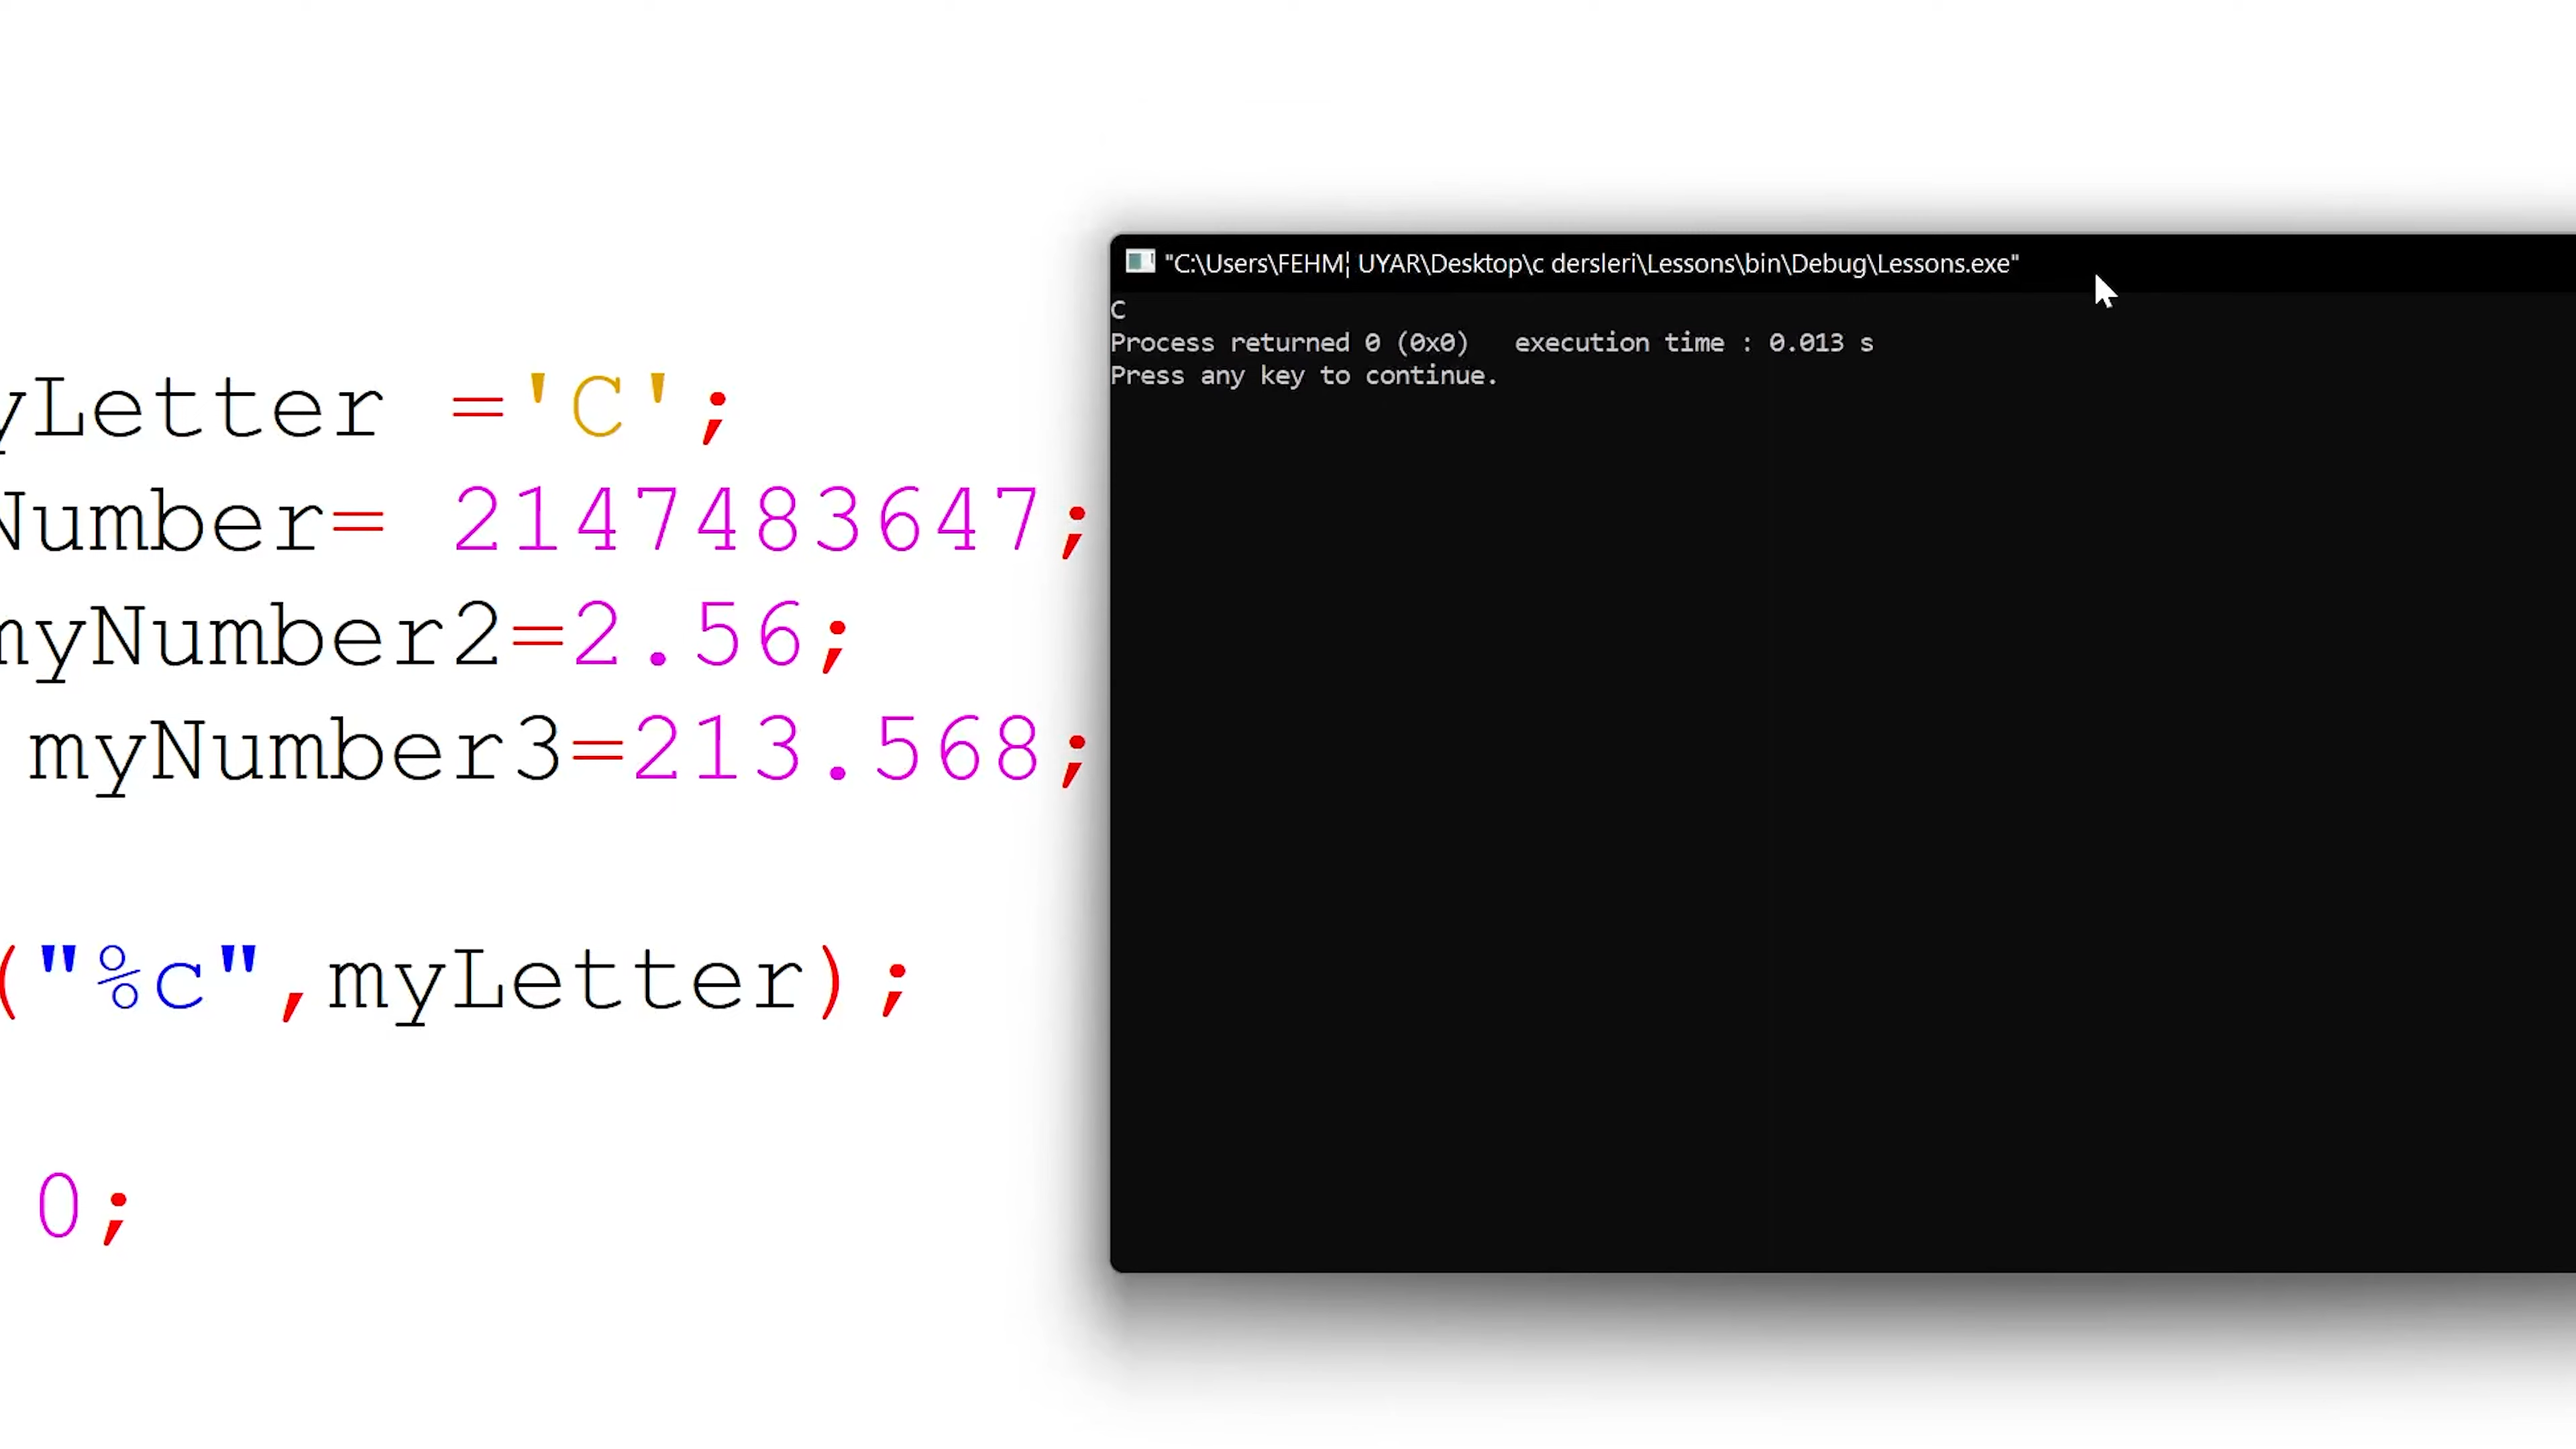 yLetter ='C';
Number= 2147483647;
myNumber2=2.56;
myNumber3=213.568;
("%c",myLetter);
0;
"C:\Users\FEHM¦ UYAR\Desktop\c dersleri\Lessons\bin\Debug\Lessons.exe"
C
Process returned 0 (0x0)   execution time : 0.013 s
Press any key to continue.